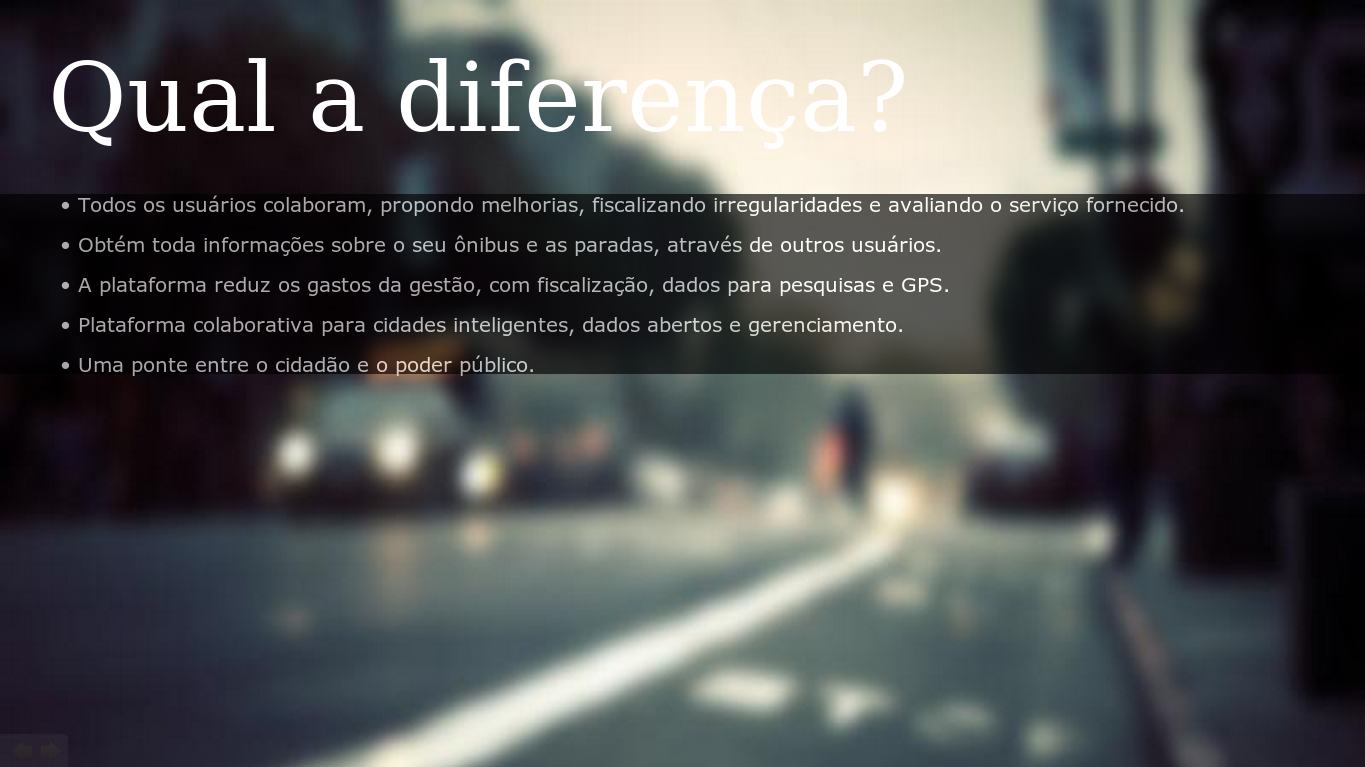 Qual a diferença?
• Todos os usuários colaboram, propondo melhorias, fiscalizando irregularidades e avaliando o serviço fornecido.
• Obtém toda informações sobre o seu ônibus e as paradas, através de outros usuários.
• A plataforma reduz os gastos da gestão, com fiscalização, dados para pesquisas e GPS.
• Plataforma colaborativa para cidades inteligentes, dados abertos e gerenciamento.
• Uma ponte entre o cidadão e o poder público.